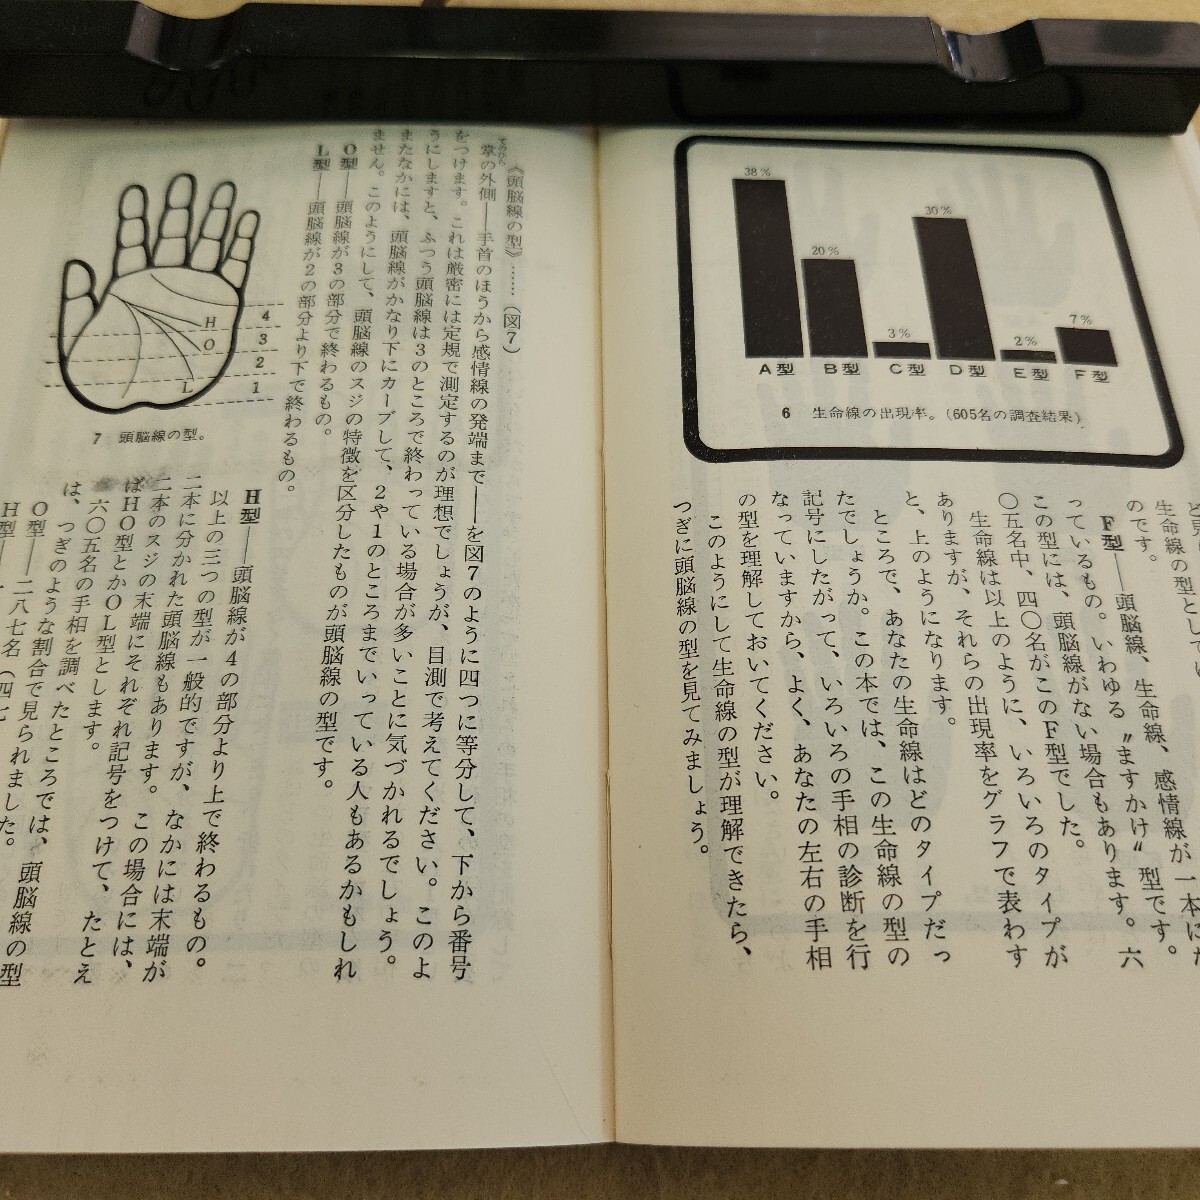 38%
20%
3%
30%
2%
7%
A型
B型
C型
D型
E型
F型
6 生命線の出現率。(605名の調査結果)
生命線の型として
のです。
F型――頭脳線、生命線、感情線が一本に
っているもの。いわゆる〝ますかけ〟型です。
この型には、頭脳線がない場合もあります。六
〇五名中、四〇名がこのF型でした。
生命線は以上のように、いろいろのタイプが
ありますが、それらの出現率をグラフで表わす
と、上のようになります。
ところで、あなたの生命線はどのタイプだっ
たでしょうか。この本では、この生命線の型の
記号にしたがって、いろいろの手相の診断を行
なっていますから、よく、あなたの左右の手相
の型を理解しておいてください。
このようにして生命線の型が理解できたら、
つぎに頭脳線の型を見てみましょう。
《頭脳線の型》……(図7)
掌の外側――手首のほうから感情線の発端まで――を図7のように四つに等分して、下から番号
てのひら
をつけます。これは厳密には定規で測定するのが理想でしょうが、目測で考えてください。このよ
うにしますと、ふつう頭脳線は3のところで終わっている場合が多いことに気づかれるでしょう。
またなかには、頭脳線がかなり下にカーブして、2や1のところまでいっている人もあるかもしれ
ません。このようにして、頭脳線のスジの特徴を区分したものが頭脳線の型です。
O型――頭脳線が3の部分で終わるもの。
L型――頭脳線が2の部分より下で終わるもの。
H
O
L
4
3
2
1
7 頭脳線の型。
H型――頭脳線が4の部分より上で終わるもの。
以上の三つの型が一般的ですが、なかには末端が
二本に分かれた頭脳線もあります。この場合には、
二本のスジの末端にそれぞれ記号をつけて、たとえ
ばHO型とかOL型とします。
六〇五名の手相を調べたところでは、頭脳線の型
は、つぎのような割合で見られました。
O型――二八七名(四七
H型――